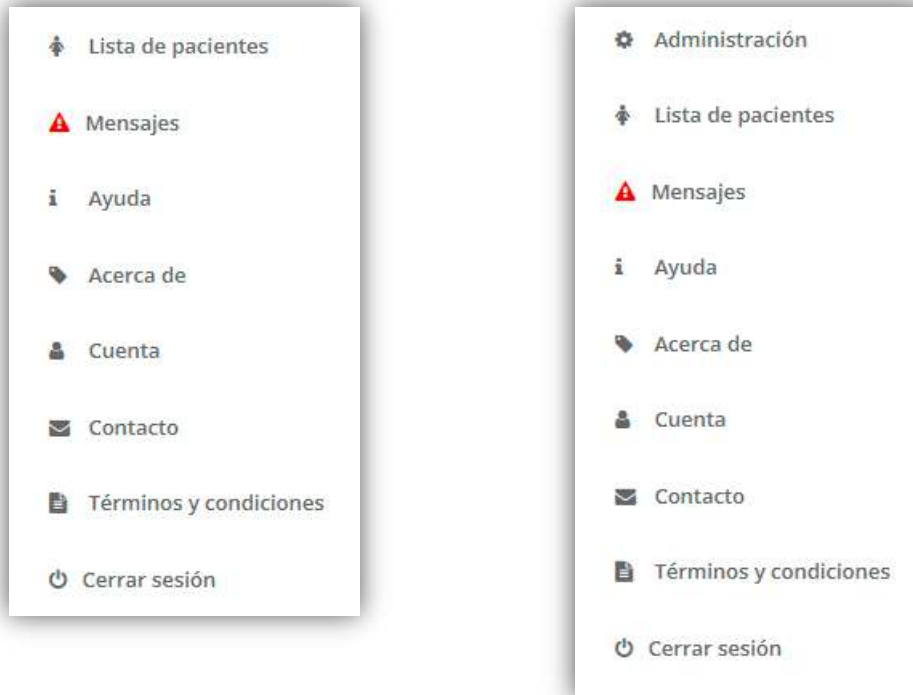 Lista de pacientes
Mensajes
Ayuda
Acerca de
Cuenta
Contacto
Términos y condiciones
Cerrar sesión
Administración
Lista de pacientes
Mensajes
Ayuda
Acerca de
Cuenta
Contacto
Términos y condiciones
Cerrar sesión